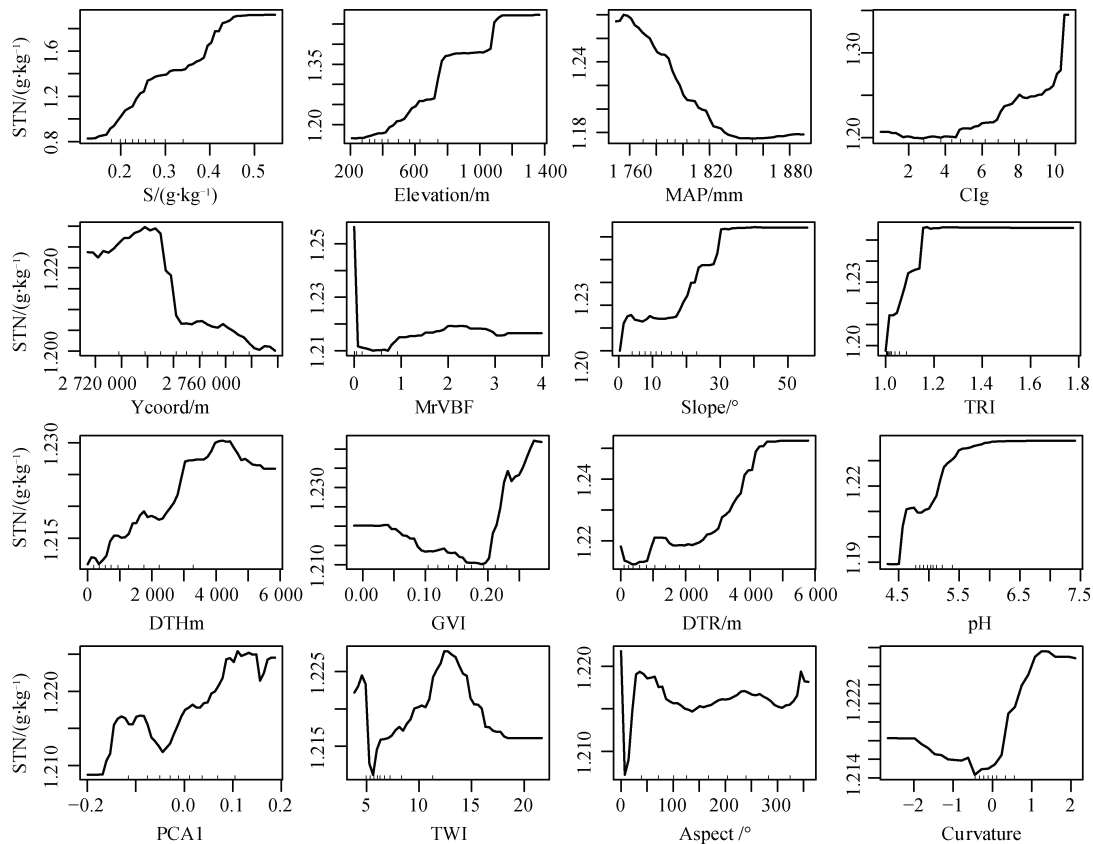 STN/(g·kg⁻¹)
0.8 1.2 1.6
0.2 0.3 0.4 0.5
S/(g·kg⁻¹)
1.20 1.35
200 600 1 000 1 400
Elevation/m
1.18 1.24
1 760 1 820 1 880
MAP/mm
1.20 1.30
2 4 6 8 10
CIg
STN/(g·kg⁻¹)
1.200 1.220
2 720 000 2 760 000
Ycoord/m
1.21 1.23 1.25
0 1 2 3 4
MrVBF
1.20 1.23
0 10 30 50
Slope/°
1.20 1.23
1.0 1.2 1.4 1.6 1.8
TRI
STN/(g·kg⁻¹)
1.215 1.230
0 2 000 4 000 6 000
DTHm
1.210 1.230
0.00 0.10 0.20
GVI
1.22 1.24
0 2 000 4 000 6 000
DTR/m
1.19 1.22
4.5 5.5 6.5 7.5
pH
STN/(g·kg⁻¹)
1.210 1.220
−0.2 0.0 0.1 0.2
PCA1
1.215 1.225
5 10 15 20
TWI
1.210 1.220
0 100 200 300
Aspect /°
1.214 1.222
−2 −1 0 1 2
Curvature